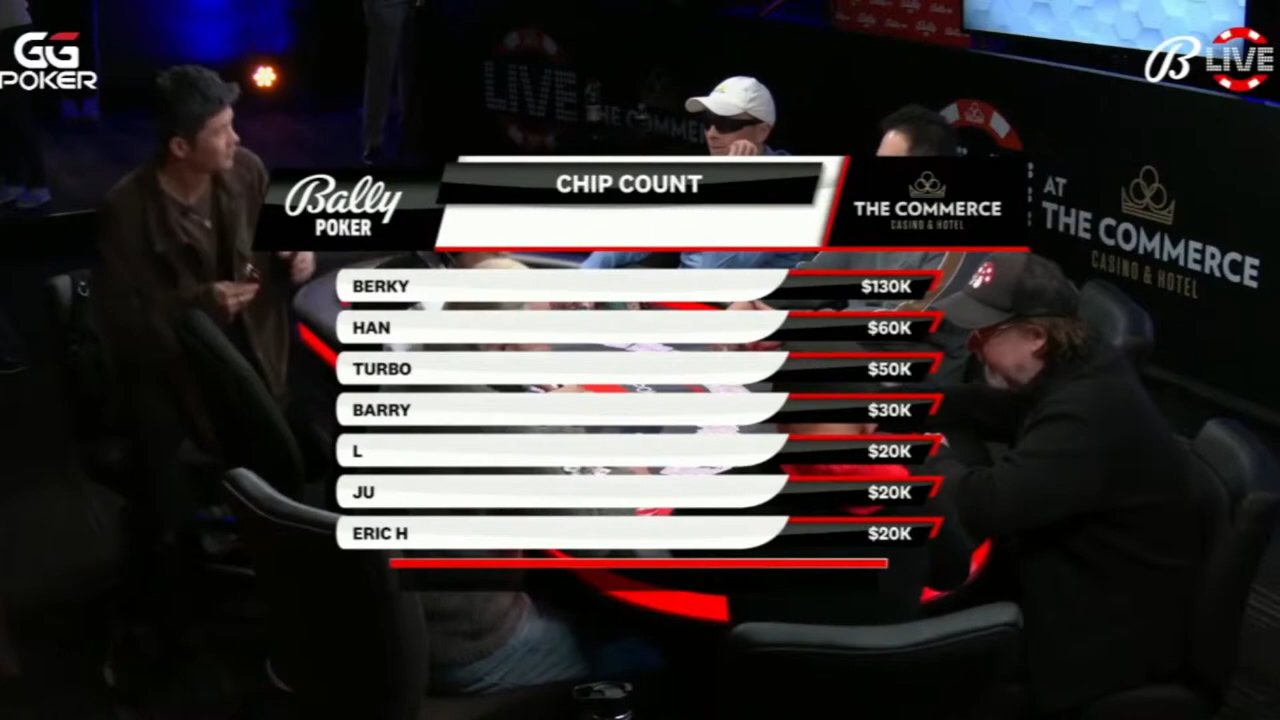 GG
POKER
B LIVE
LIVE
AT
THE COMMERCE
CASINO & HOTEL
Bally
POKER
CHIP COUNT
THE COMMERCE
CASINO & HOTEL
BERKY $130K
HAN $60K
TURBO $50K
BARRY $30K
L $20K
JU $20K
ERIC H $20K